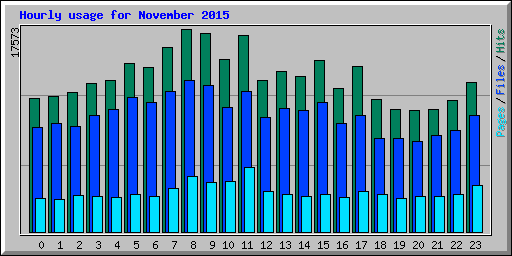 Hourly usage for November 2015
17573
Pages / Files / Hits
0 1 2 3 4 5 6 7 8 9 10 11 12 13 14 15 16 17 18 19 20 21 22 23